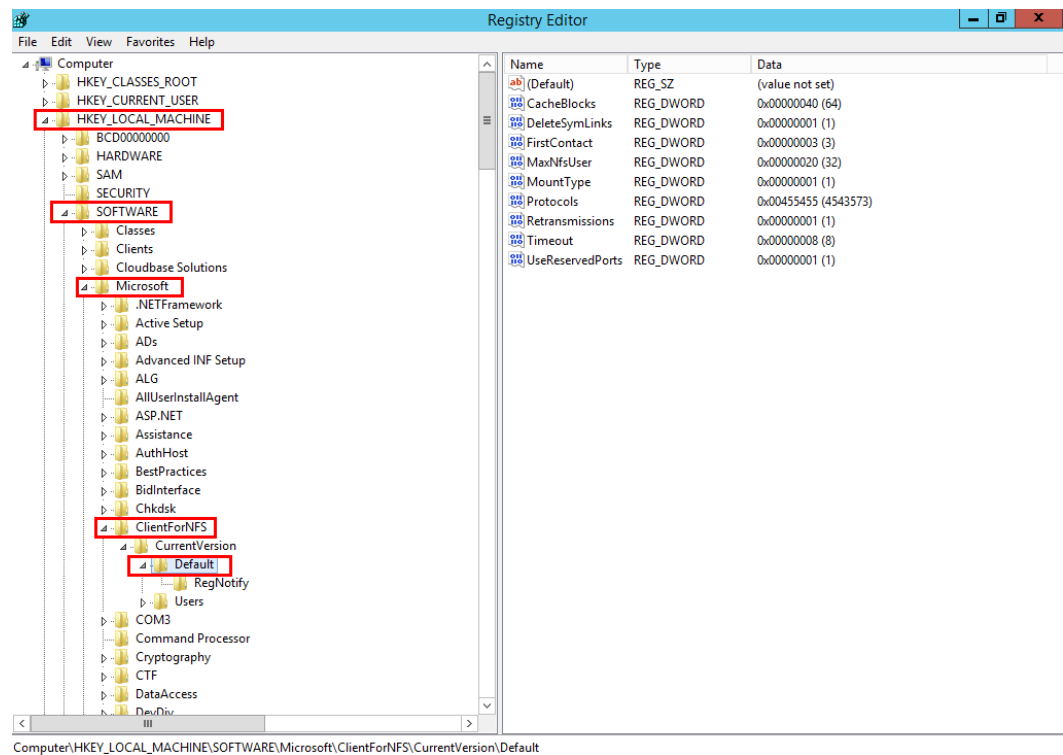 Registry Editor
File Edit View Favorites Help
Computer
HKEY_CLASSES_ROOT
HKEY_CURRENT_USER
HKEY_LOCAL_MACHINE
BCD00000000
HARDWARE
SAM
SECURITY
SOFTWARE
Classes
Clients
Cloudbase Solutions
Microsoft
.NETFramework
Active Setup
ADs
Advanced INF Setup
ALG
AllUserInstallAgent
ASP.NET
Assistance
AuthHost
BestPractices
BidInterface
Chkdsk
ClientForNFS
CurrentVersion
Default
RegNotify
Users
COM3
Command Processor
Cryptography
CTF
DataAccess
DevDiv
Name Type Data
(Default) REG_SZ (value not set)
CacheBlocks REG_DWORD 0x00000040 (64)
DeleteSymLinks REG_DWORD 0x00000001 (1)
FirstContact REG_DWORD 0x00000003 (3)
MaxNfsUser REG_DWORD 0x00000020 (32)
MountType REG_DWORD 0x00000001 (1)
Protocols REG_DWORD 0x00455455 (4543573)
Retransmissions REG_DWORD 0x00000001 (1)
Timeout REG_DWORD 0x00000008 (8)
UseReservedPorts REG_DWORD 0x00000001 (1)
Computer\HKEY_LOCAL_MACHINE\SOFTWARE\Microsoft\ClientForNFS\CurrentVersion\Default